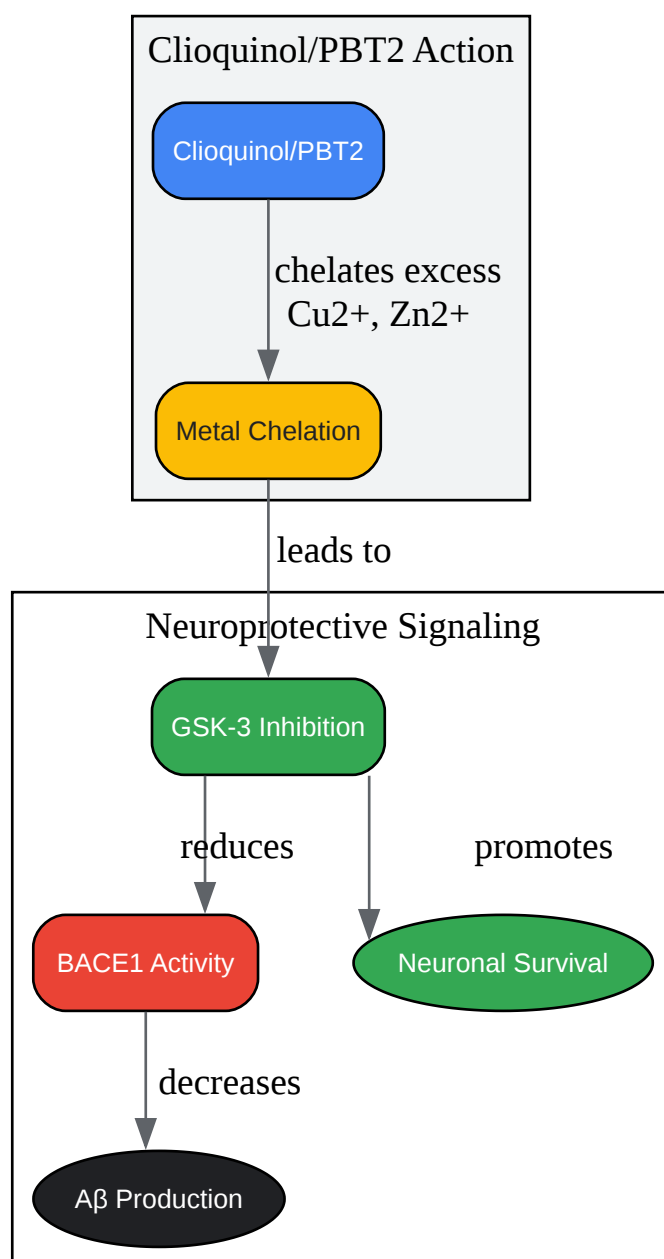 Clioquinol/PBT2 Action
Clioquinol/PBT2
chelates excess
Cu2+, Zn2+
Metal Chelation
leads to
Neuroprotective Signaling
GSK-3 Inhibition
reduces
promotes
BACE1 Activity
Neuronal Survival
decreases
Aβ Production